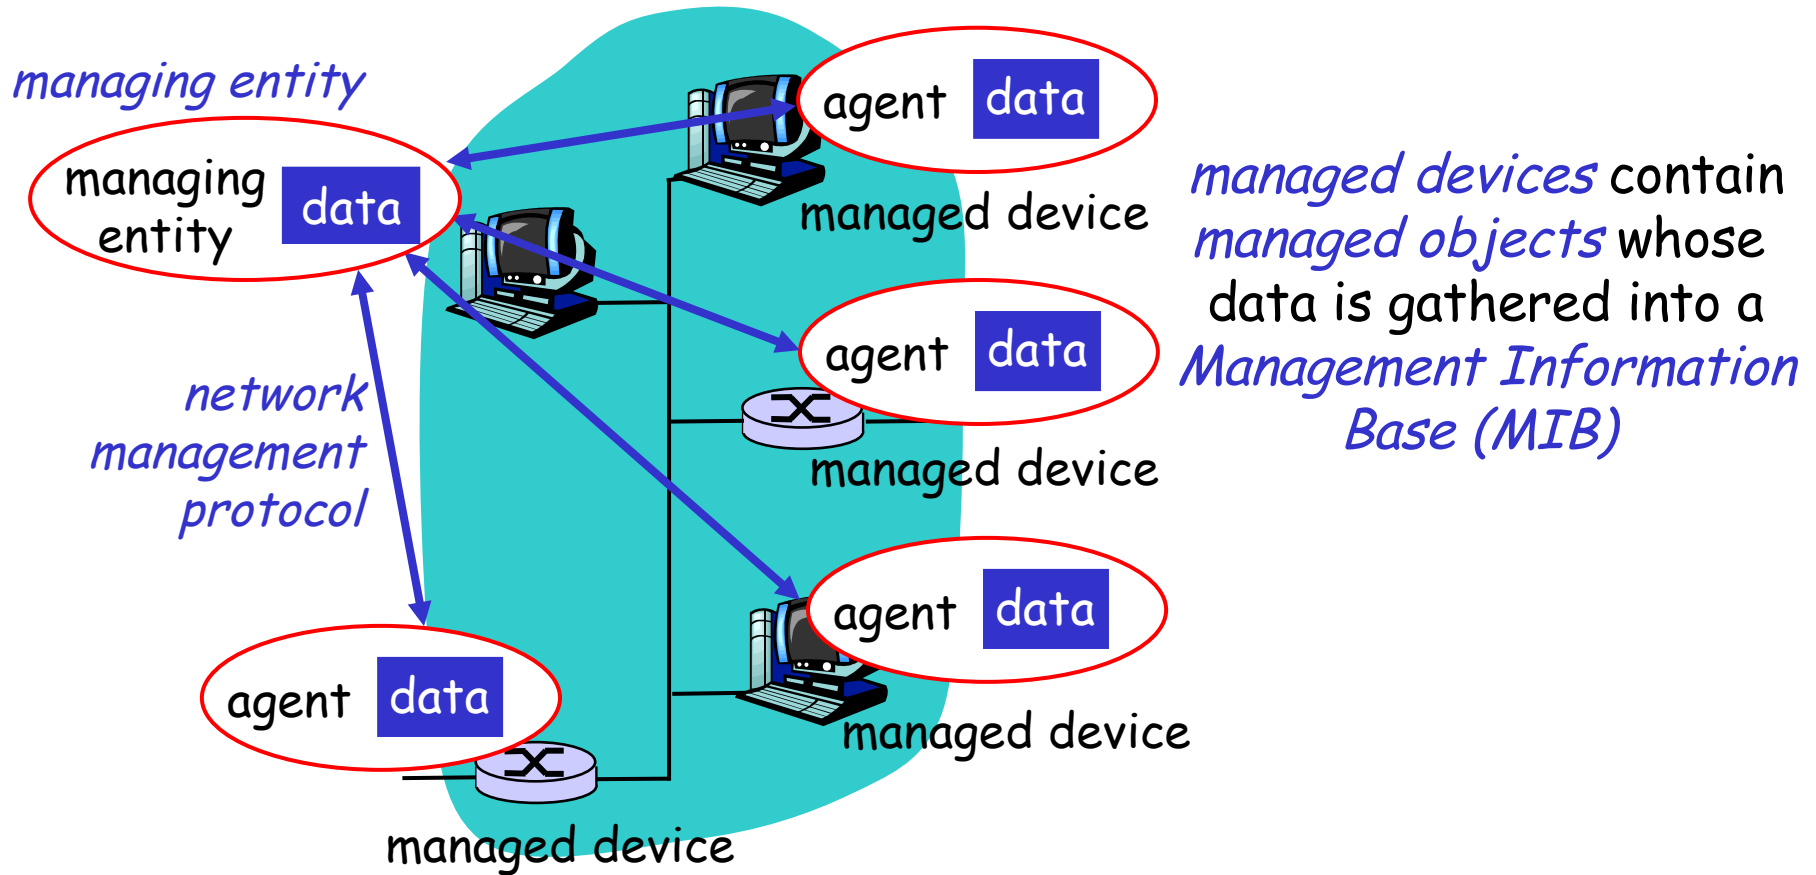 managing entity
managing
entity
data
agent data
managed device
agent data
managed device
network
management
protocol
agent data
managed device
agent data
managed device
managed devices contain
managed objects whose
data is gathered into a
Management Information
Base (MIB)